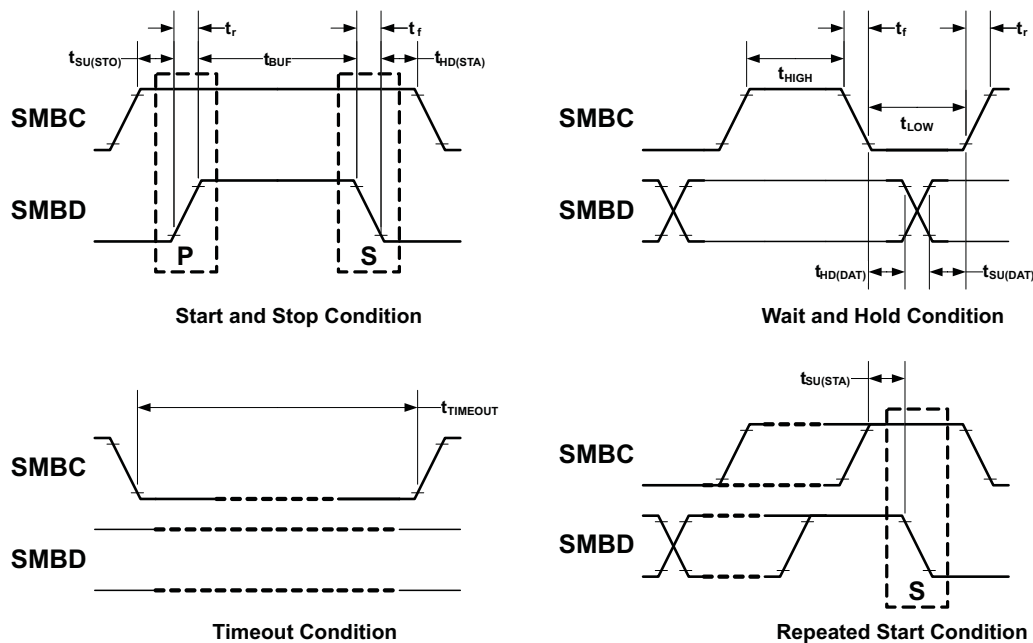 t_r
t_f
t_SU(STO)
t_BUF
t_HD(STA)
SMBC
SMBD
P
S
Start and Stop Condition
t_f
t_r
t_HIGH
t_LOW
SMBC
SMBD
t_HD(DAT)
t_SU(DAT)
Wait and Hold Condition
t_TIMEOUT
SMBC
SMBD
Timeout Condition
t_SU(STA)
SMBC
SMBD
S
Repeated Start Condition